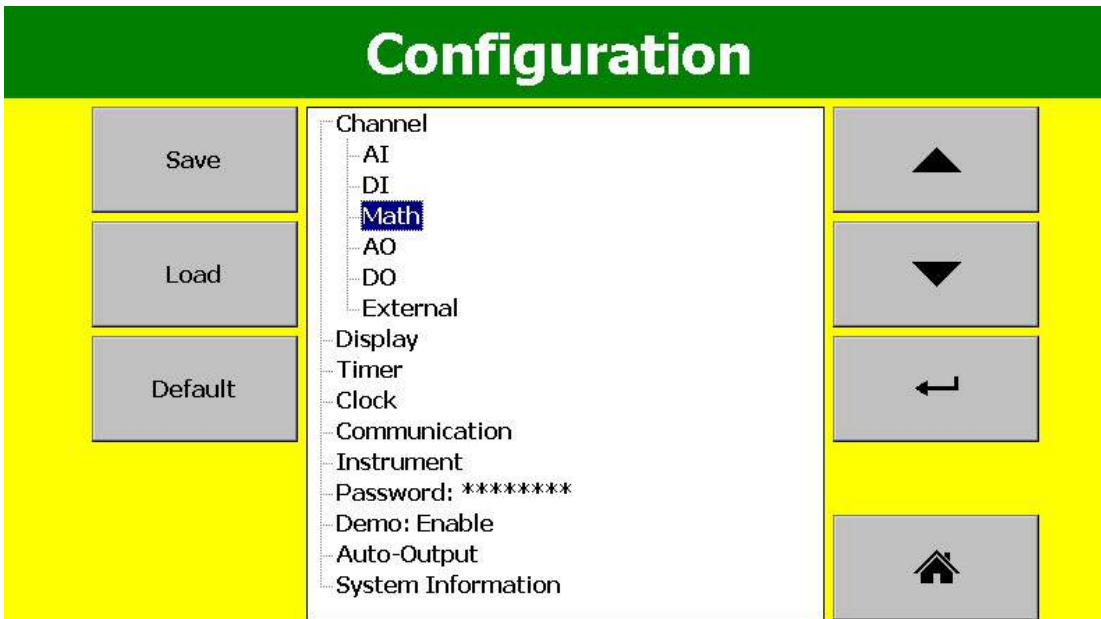 Configuration
Save
Load
Default
Channel
AI
DI
Math
AO
DO
External
Display
Timer
Clock
Communication
Instrument
Password: ********
Demo: Enable
Auto-Output
System Information